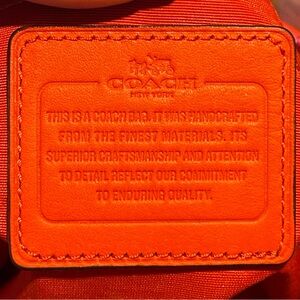 COACH
NEW YORK
THIS IS A COACH BAG. IT WAS HANDCRAFTED
FROM THE FINEST MATERIALS. ITS
SUPERIOR CRAFTSMANSHIP AND ATTENTION
TO DETAIL REFLECT OUR COMMITMENT
TO ENDURING QUALITY.